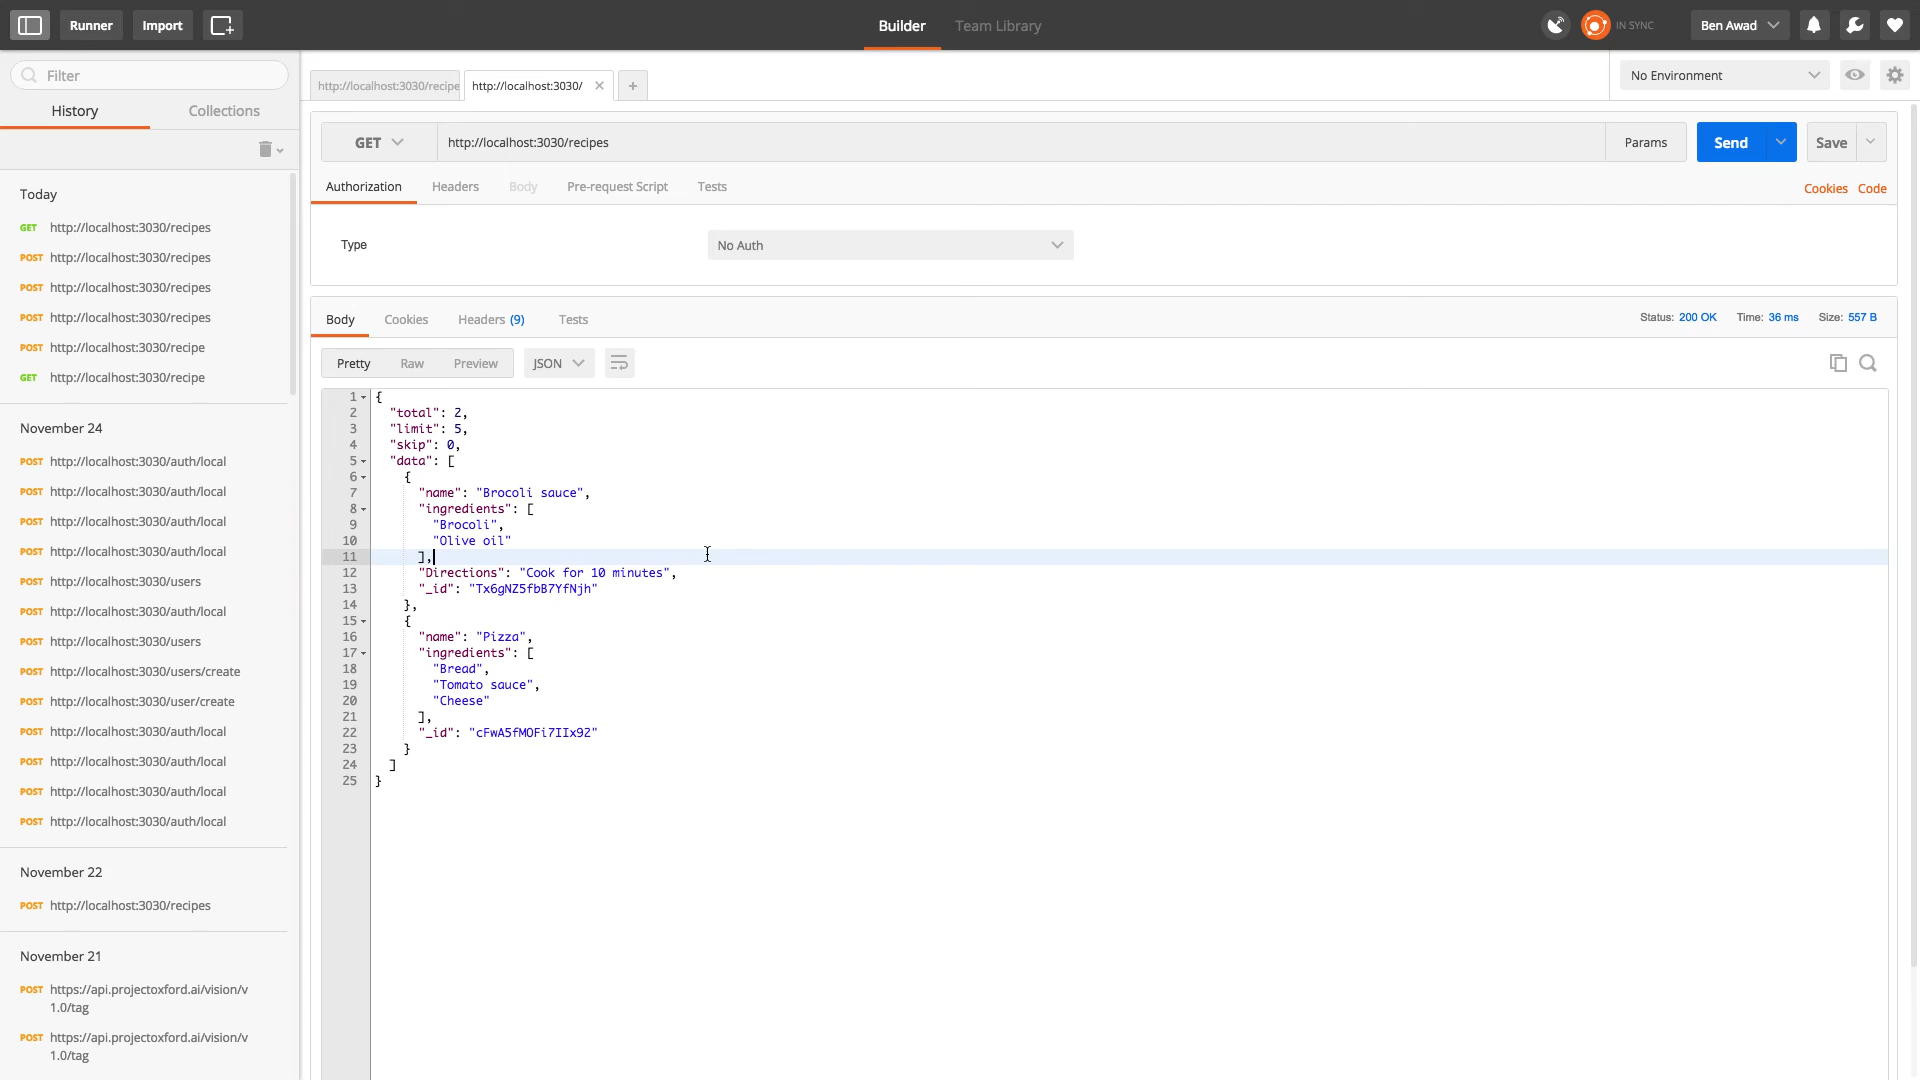 Runner
Import
Builder
Team Library
IN SYNC
Ben Awad
Filter
History
Collections
Today
GET http://localhost:3030/recipes
POST http://localhost:3030/recipes
POST http://localhost:3030/recipes
POST http://localhost:3030/recipes
POST http://localhost:3030/recipe
GET http://localhost:3030/recipe
November 24
POST http://localhost:3030/auth/local
POST http://localhost:3030/auth/local
POST http://localhost:3030/auth/local
POST http://localhost:3030/auth/local
POST http://localhost:3030/users
POST http://localhost:3030/auth/local
POST http://localhost:3030/users
POST http://localhost:3030/users/create
POST http://localhost:3030/user/create
POST http://localhost:3030/auth/local
POST http://localhost:3030/auth/local
POST http://localhost:3030/auth/local
POST http://localhost:3030/auth/local
November 22
POST http://localhost:3030/recipes
November 21
POST https://api.projectoxford.ai/vision/v
1.0/tag
POST https://api.projectoxford.ai/vision/v
1.0/tag
http://localhost:3030/recipe
http://localhost:3030/
No Environment
GET
http://localhost:3030/recipes
Params
Send
Save
Authorization
Headers
Body
Pre-request Script
Tests
Cookies
Code
Type
No Auth
Body
Cookies
Headers (9)
Tests
Status: 200 OK
Time: 36 ms
Size: 557 B
Pretty
Raw
Preview
JSON
1 {
2 "total": 2,
3 "limit": 5,
4 "skip": 0,
5 "data": [
6 {
7 "name": "Brocoli sauce",
8 "ingredients": [
9 "Brocoli",
10 "Olive oil"
11 ],
12 "Directions": "Cook for 10 minutes",
13 "_id": "Tx6gNZ5fbB7YfNjh"
14 },
15 {
16 "name": "Pizza",
17 "ingredients": [
18 "Bread",
19 "Tomato sauce",
20 "Cheese"
21 ],
22 "_id": "cFwA5fMOFi7IIx92"
23 }
24 ]
25 }